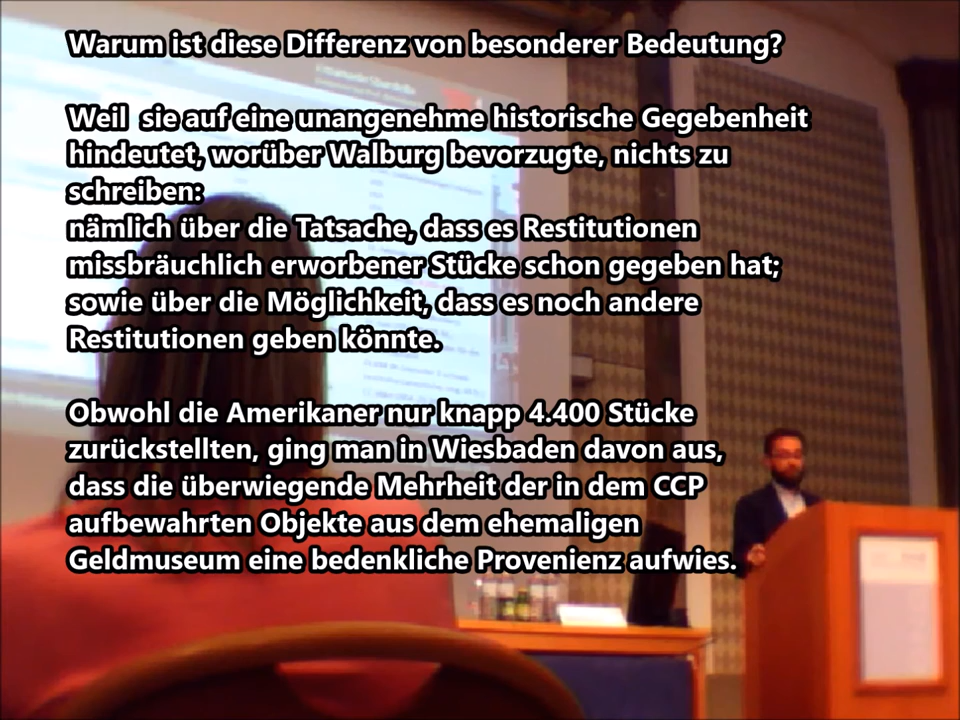 Warum ist diese Differenz von besonderer Bedeutung?
Weil sie auf eine unangenehme historische Gegebenheit
hindeutet, worüber Walburg bevorzugte, nichts zu
schreiben:
nämlich über die Tatsache, dass es Restitutionen
missbräuchlich erworbener Stücke schon gegeben hat;
sowie über die Möglichkeit, dass es noch andere
Restitutionen geben könnte.
Obwohl die Amerikaner nur knapp 4.400 Stücke
zurückstellten, ging man in Wiesbaden davon aus,
dass die überwiegende Mehrheit der in dem CCP
aufbewahrten Objekte aus dem ehemaligen
Geldmuseum eine bedenkliche Provenienz aufwies.